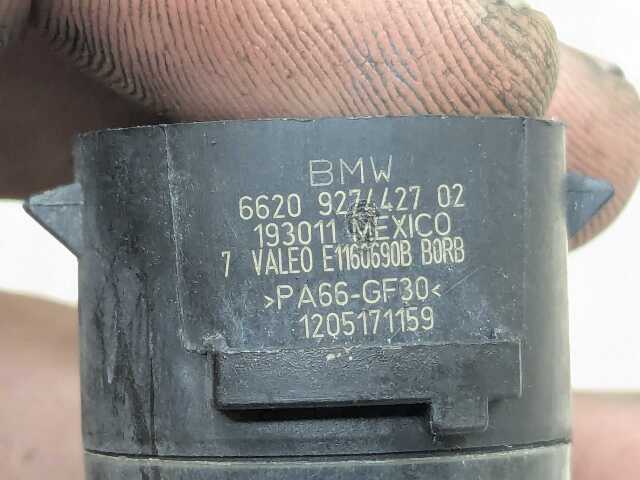 BMW
6620 9274427 02
193011 MEXICO
7 VALEO E1160690B B0RB
>PA66-GF30<
1205171159